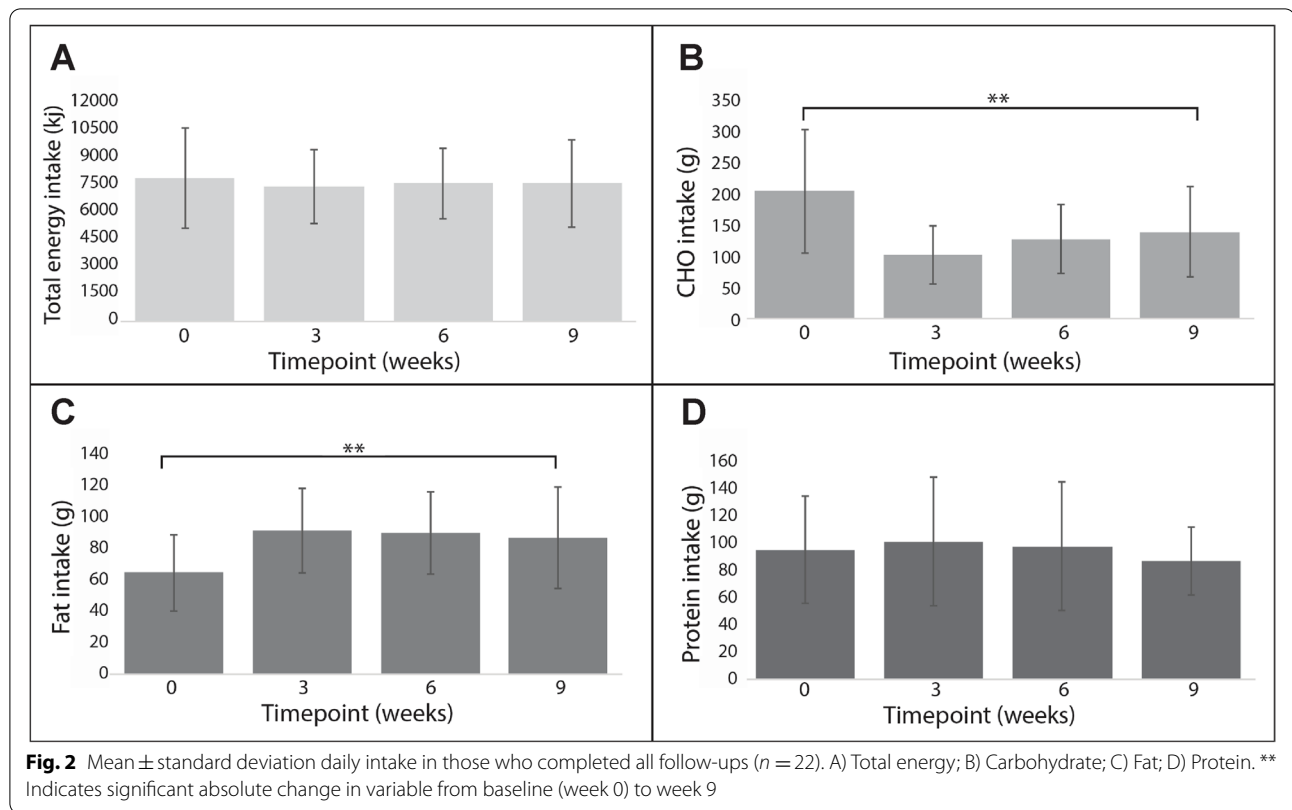 A
Total energy intake (kj)
12000
10500
9000
7500
6000
4500
3000
1500
0
0 3 6 9
Timepoint (weeks)
B
CHO intake (g)
350
300
250
200
150
100
50
0
**
0 3 6 9
Timepoint (weeks)
C
Fat intake (g)
140
120
100
80
60
40
20
0
**
0 3 6 9
Timepoint (weeks)
D
Protein intake (g)
160
140
120
100
80
60
40
20
0
0 3 6 9
Timepoint (weeks)
Fig. 2 Mean ± standard deviation daily intake in those who completed all follow-ups (n = 22). A) Total energy; B) Carbohydrate; C) Fat; D) Protein. **
Indicates significant absolute change in variable from baseline (week 0) to week 9